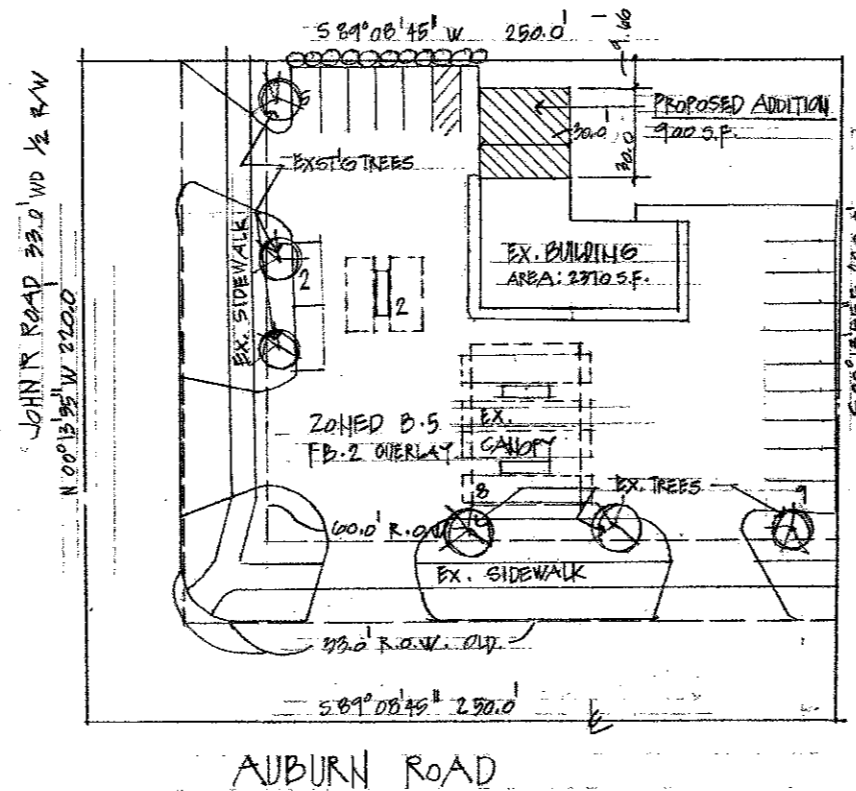 S 89° 08' 45" W 250.0'
9.66
PROPOSED ADDITION
900 S.F.
30.0'
30.0
6
EXST'G TREES
EX. SIDEWALK
2
2
EX. BUILDING
AREA: 2370 S.F.
JOHN R ROAD 33.0' WD 1/2 R/W
N 00° 13' 35" W 220.0
ZONED B-5
FB-2 OVERLAY
EX.
CANOPY
EX. TREES
8
9
60.0' R.O.W
EX. SIDEWALK
33.0' R.O.W. OLD
S 89° 08' 45" 250.0'
AUBURN ROAD